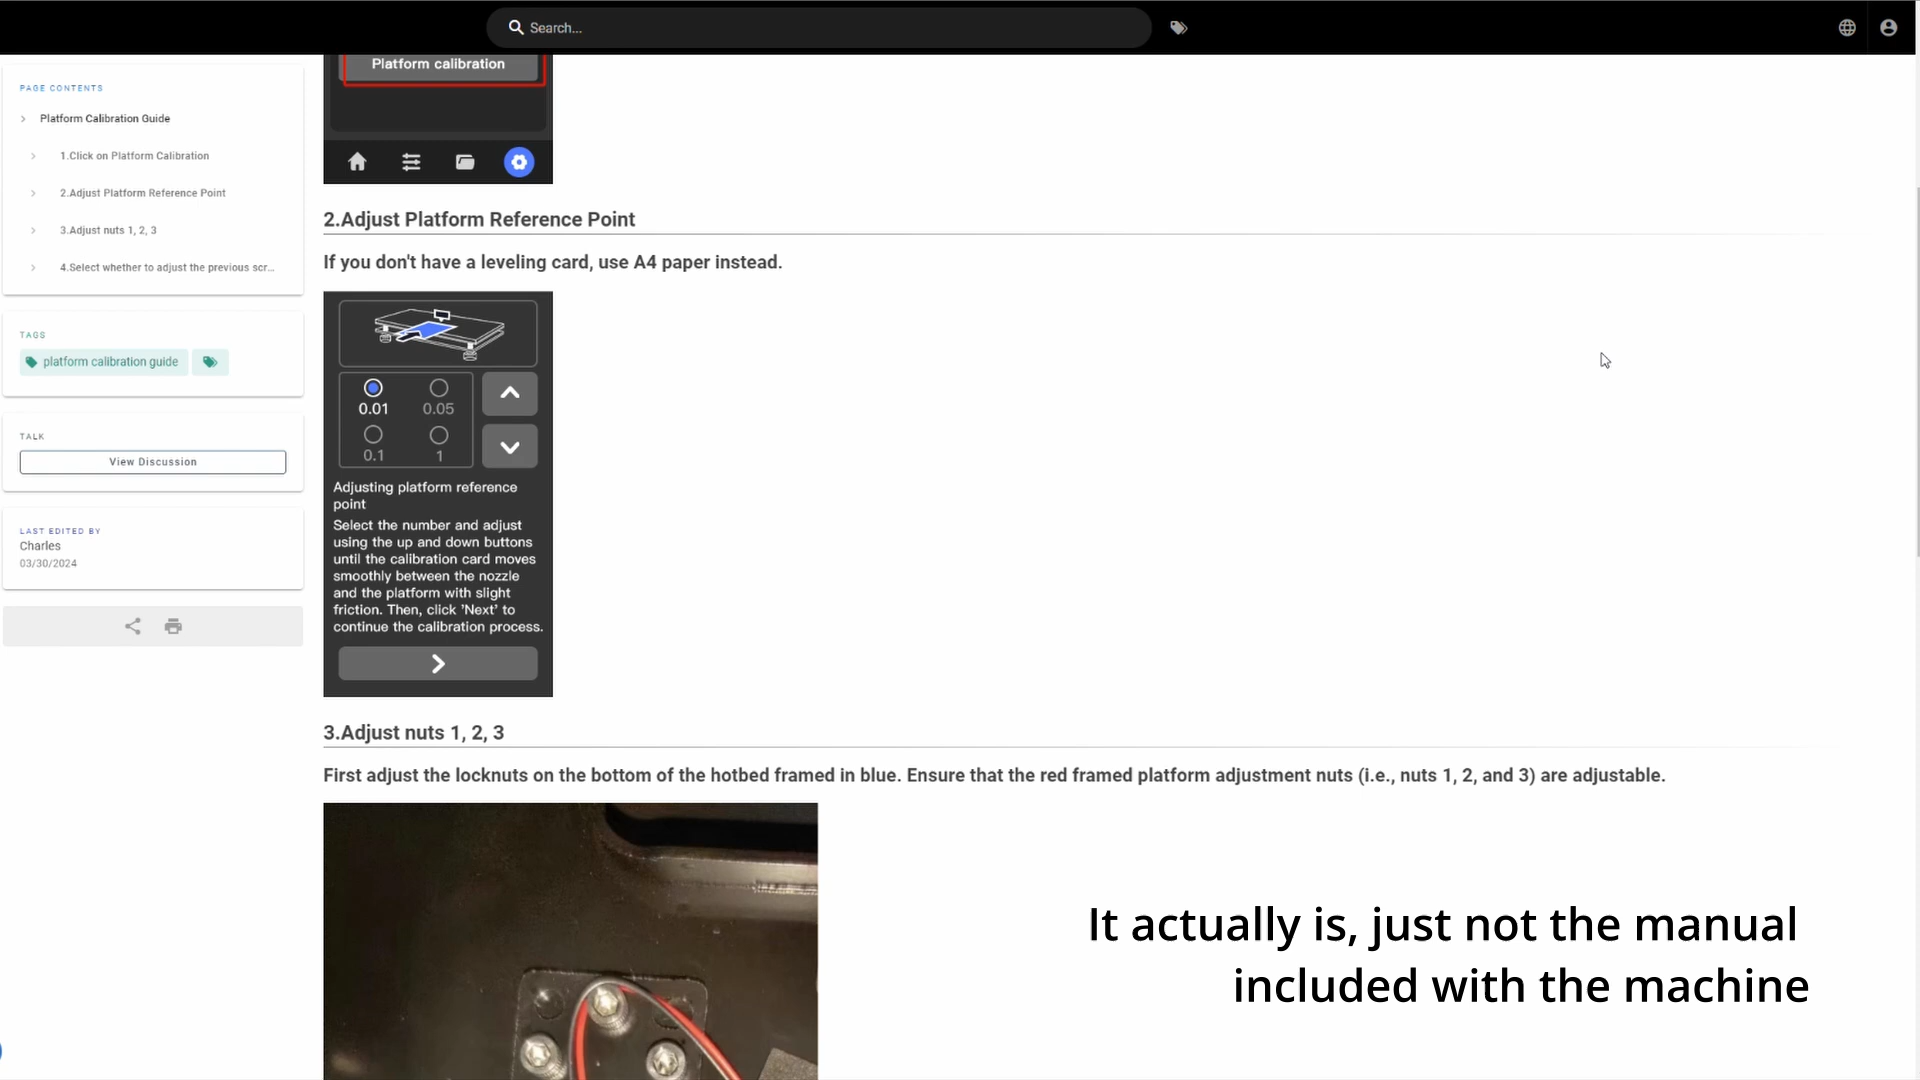 Search...
Platform calibration
PAGE CONTENTS
Platform Calibration Guide
1.Click on Platform Calibration
2.Adjust Platform Reference Point
3.Adjust nuts 1, 2, 3
4.Select whether to adjust the previous scr...
TAGS
platform calibration guide
TALK
View Discussion
LAST EDITED BY
Charles
03/30/2024
2.Adjust Platform Reference Point
If you don't have a leveling card, use A4 paper instead.
0.01
0.05
0.1
1
Adjusting platform reference
point
Select the number and adjust
using the up and down buttons
until the calibration card moves
smoothly between the nozzle
and the platform with slight
friction. Then, click 'Next' to
continue the calibration process.
3.Adjust nuts 1, 2, 3
First adjust the locknuts on the bottom of the hotbed framed in blue. Ensure that the red framed platform adjustment nuts (i.e., nuts 1, 2, and 3) are adjustable.
It actually is, just not the manual
included with the machine